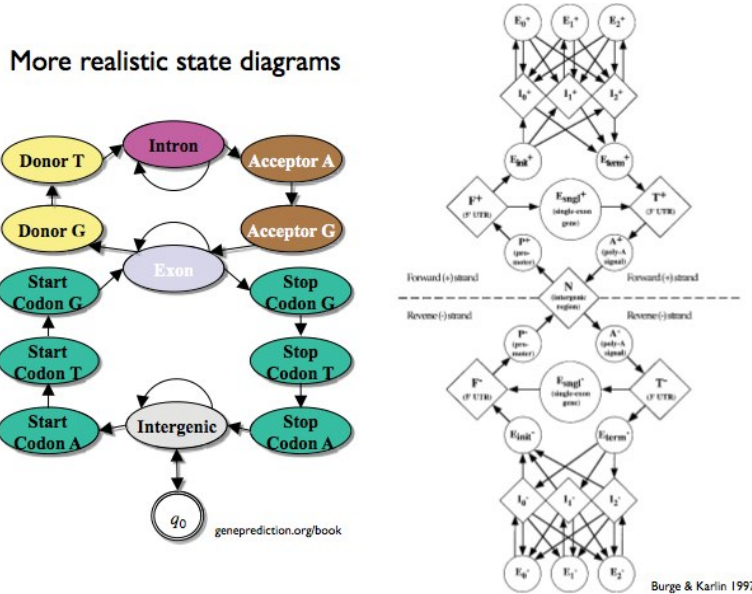 More realistic state diagrams
Donor T
Intron
Acceptor A
Donor G
Exon
Acceptor G
Start
Codon G
Stop
Codon G
Start
Codon T
Stop
Codon T
Start
Codon A
Intergenic
Stop
Codon A
q0
geneprediction.org/book
E0+
E1+
E2+
I0+
I1+
I2+
Einit+
Eterm+
F+
(5' UTR)
Esngl+
(single-exon
gene)
T+
(3' UTR)
P+
(pro-
moter)
A+
(poly-A
signal)
Forward (+) strand
Forward (+) strand
N
(intergenic
region)
Reverse (-) strand
Reverse (-) strand
P-
(pro-
moter)
A-
(poly-A
signal)
F-
(5' UTR)
Esngl-
(single-exon
gene)
T-
(3' UTR)
Einit-
Eterm-
I0-
I1-
I2-
E0-
E1-
E2-
Burge & Karlin 1997